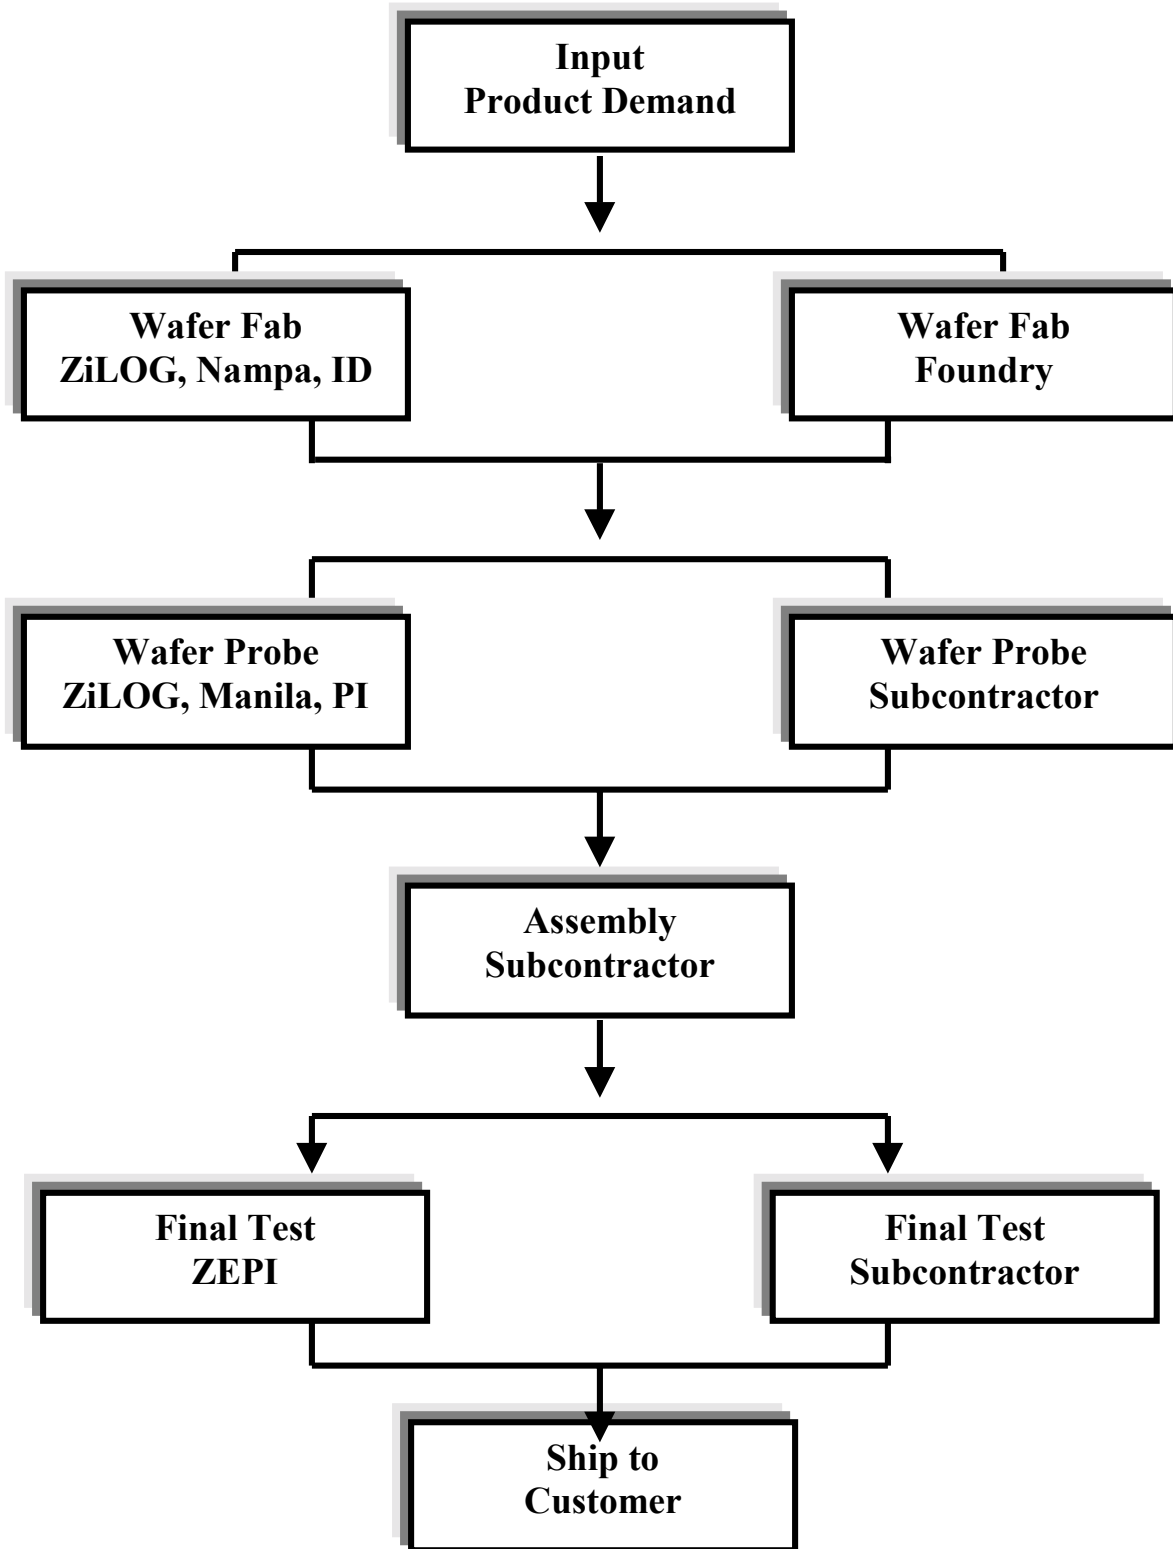 Input
Product Demand
Wafer Fab
ZiLOG, Nampa, ID
Wafer Fab
Foundry
Wafer Probe
ZiLOG, Manila, PI
Wafer Probe
Subcontractor
Assembly
Subcontractor
Final Test
ZEPI
Final Test
Subcontractor
Ship to
Customer